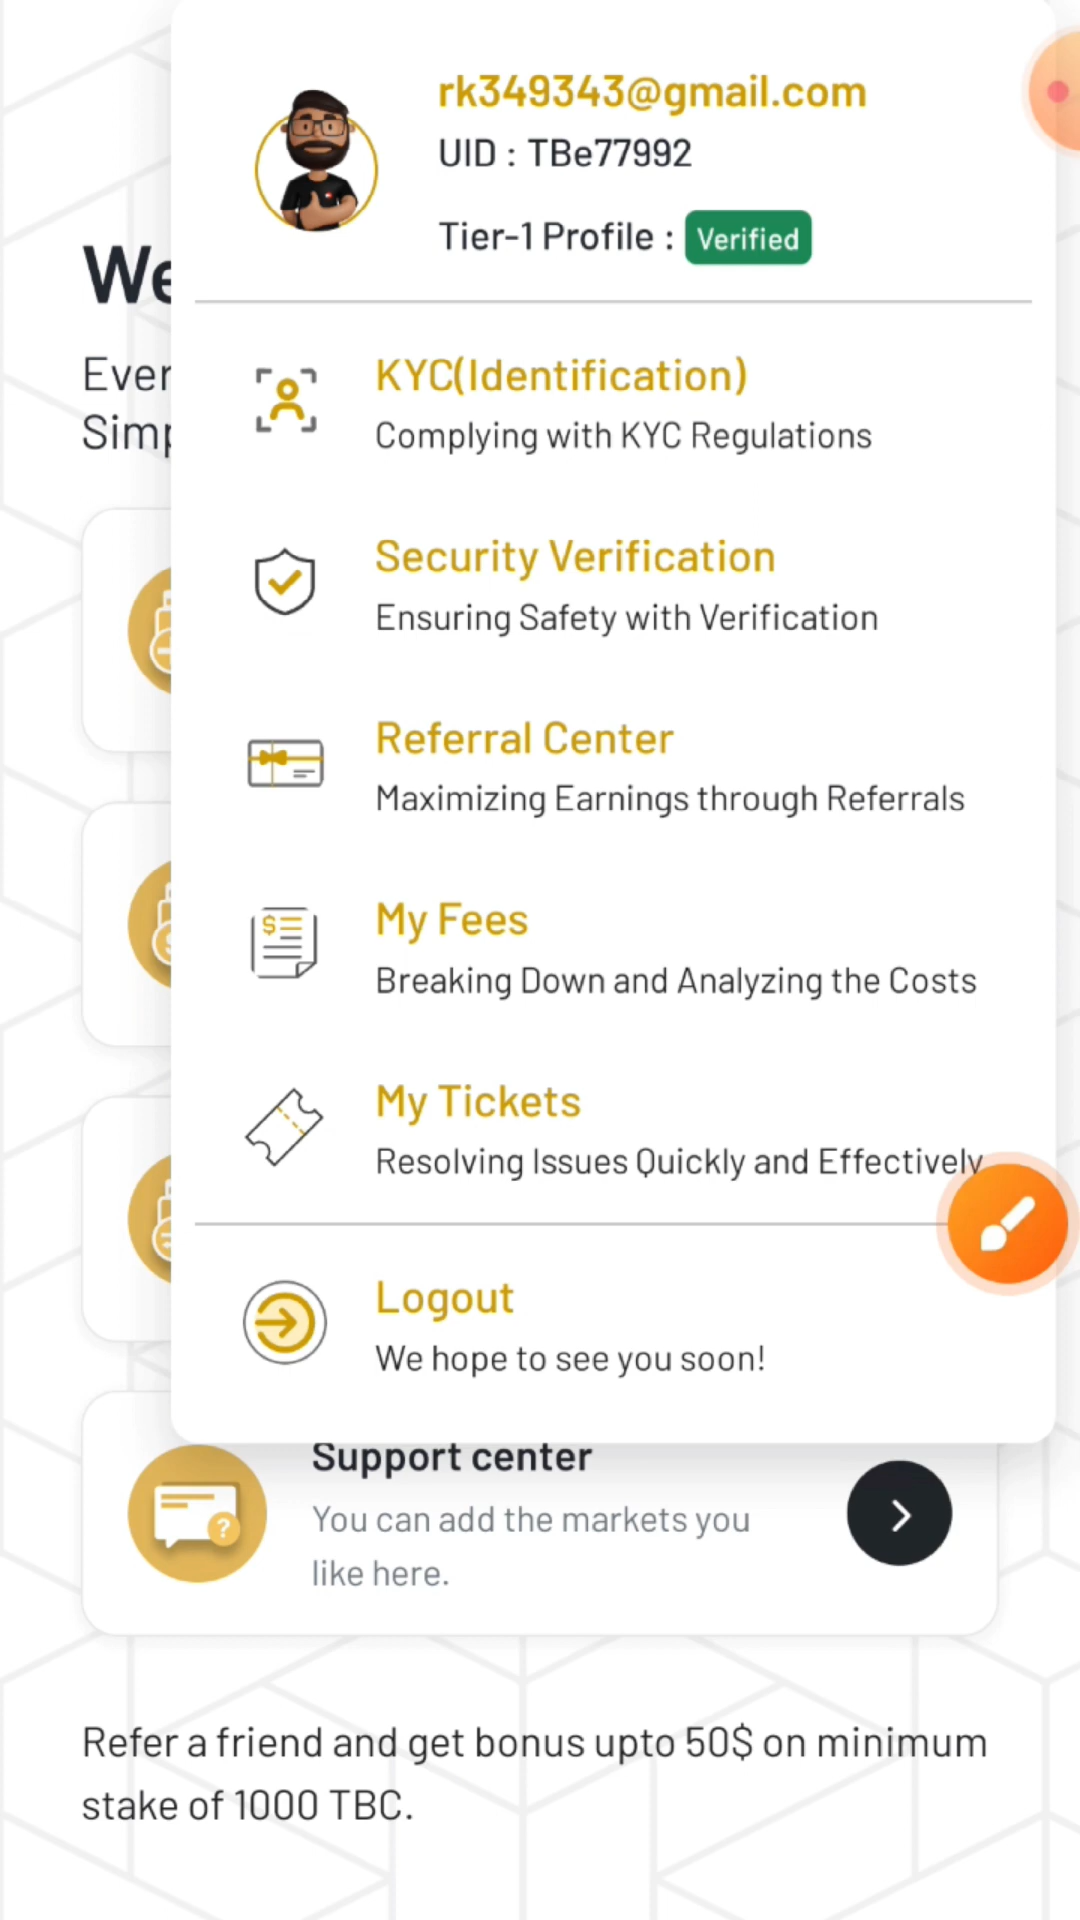 rk349343@gmail.com
UID : TBe77992
Tier-1 Profile : Verified
KYC(Identification)
Complying with KYC Regulations
Security Verification
Ensuring Safety with Verification
Referral Center
Maximizing Earnings through Referrals
My Fees
Breaking Down and Analyzing the Costs
My Tickets
Resolving Issues Quickly and Effectively
Logout
We hope to see you soon!
Support center
You can add the markets you
like here.
Refer a friend and get bonus upto 50$ on minimum
stake of 1000 TBC.